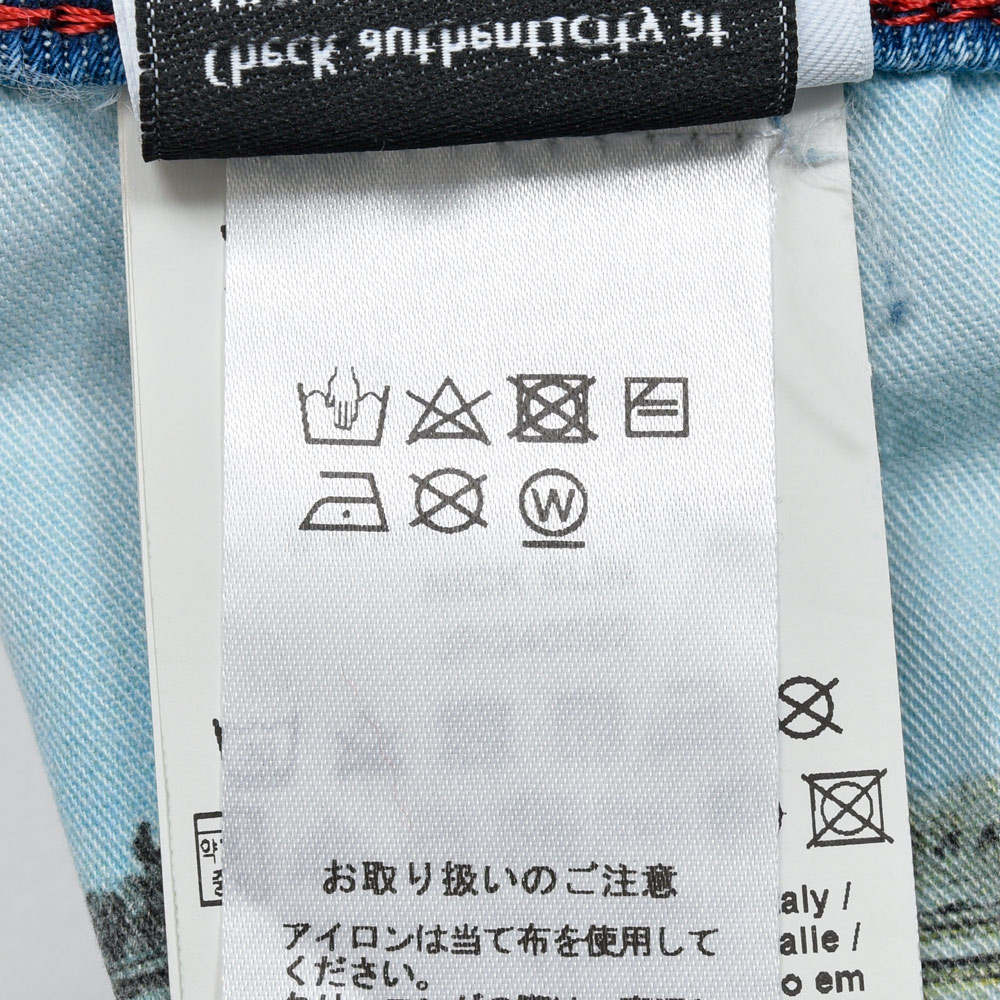 Check authenticity at
W
お取り扱いのご注意
アイロンは当て布を使用して
ください。
aly /
alle /
o em